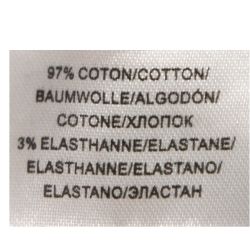 97% COTON/COTTON/
BAUMWOLLE/ALGODÓN/
COTONE/ХЛОПОК
3% ELASTHANNE/ELASTANE/
ELASTHANNE/ELASTANO/
ELASTANO/ЭЛАСТАН